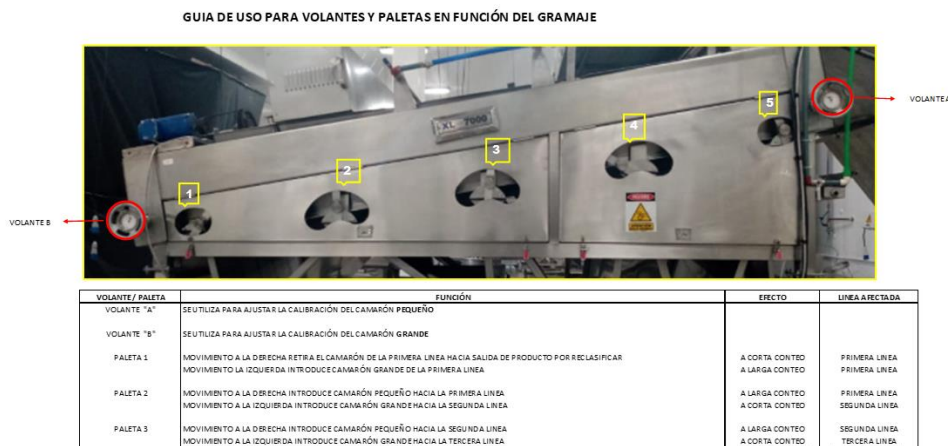 GUIA DE USO PARA VOLANTES Y PALETAS EN FUNCIÓN DEL GRAMAJE
5
VOLANTE A
XL 7000
4
3
2
1
VOLANTE B
VOLANTE/ PALETA FUNCIÓN EFECTO LINEA AFECTADA
VOLANTE "A" SE UTILIZA PARA AJUSTAR LA CALIBRACIÓN DEL CAMARÓN PEQUEÑO
VOLANTE "B" SE UTILIZA PARA AJUSTAR LA CALIBRACIÓN DEL CAMARÓN GRANDE
PALETA 1 MOVIMIENTO A LA DERECHA RETIRA EL CAMARÓN DE LA PRIMERA LINEA HACIA SALIDA DE PRODUCTO POR RECLASIFICAR A CORTA CONTEO PRIMERA LINEA
MOVIMIENTO LA IZQUIERDA INTRODUCE CAMARÓN GRANDE DE LA PRIMERA LINEA A LARGA CONTEO PRIMERA LINEA
PALETA 2 MOVIMIENTO A LA DERECHA INTRODUCE CAMARÓN PEQUEÑO HACIA LA PRIMERA LINEA A LARGA CONTEO PRIMERA LINEA
MOVIMIENTO A LA IZQUIERDA INTRODUCE CAMARÓN GRANDE HACIA LA SEGUNDA LINEA A CORTA CONTEO SEGUNDA LINEA
PALETA 3 MOVIMIENTO A LA DERECHA INTRODUCE CAMARÓN PEQUEÑO HACIA LA SEGUNDA LINEA A LARGA CONTEO SEGUNDA LINEA
MOVIMIENTO A LA IZQUIERDA INTRODUCE CAMARÓN GRANDE HACIA LA TERCERA LINEA A CORTA CONTEO TERCERA LINEA